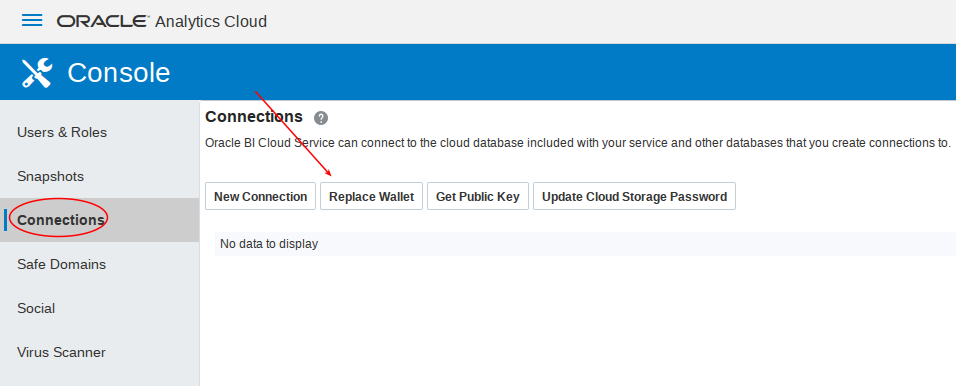 ORACLE Analytics Cloud
Console
Users & Roles
Snapshots
Connections
Safe Domains
Social
Virus Scanner
Connections ?
Oracle BI Cloud Service can connect to the cloud database included with your service and other databases that you create connections to.
New Connection Replace Wallet Get Public Key Update Cloud Storage Password
No data to display